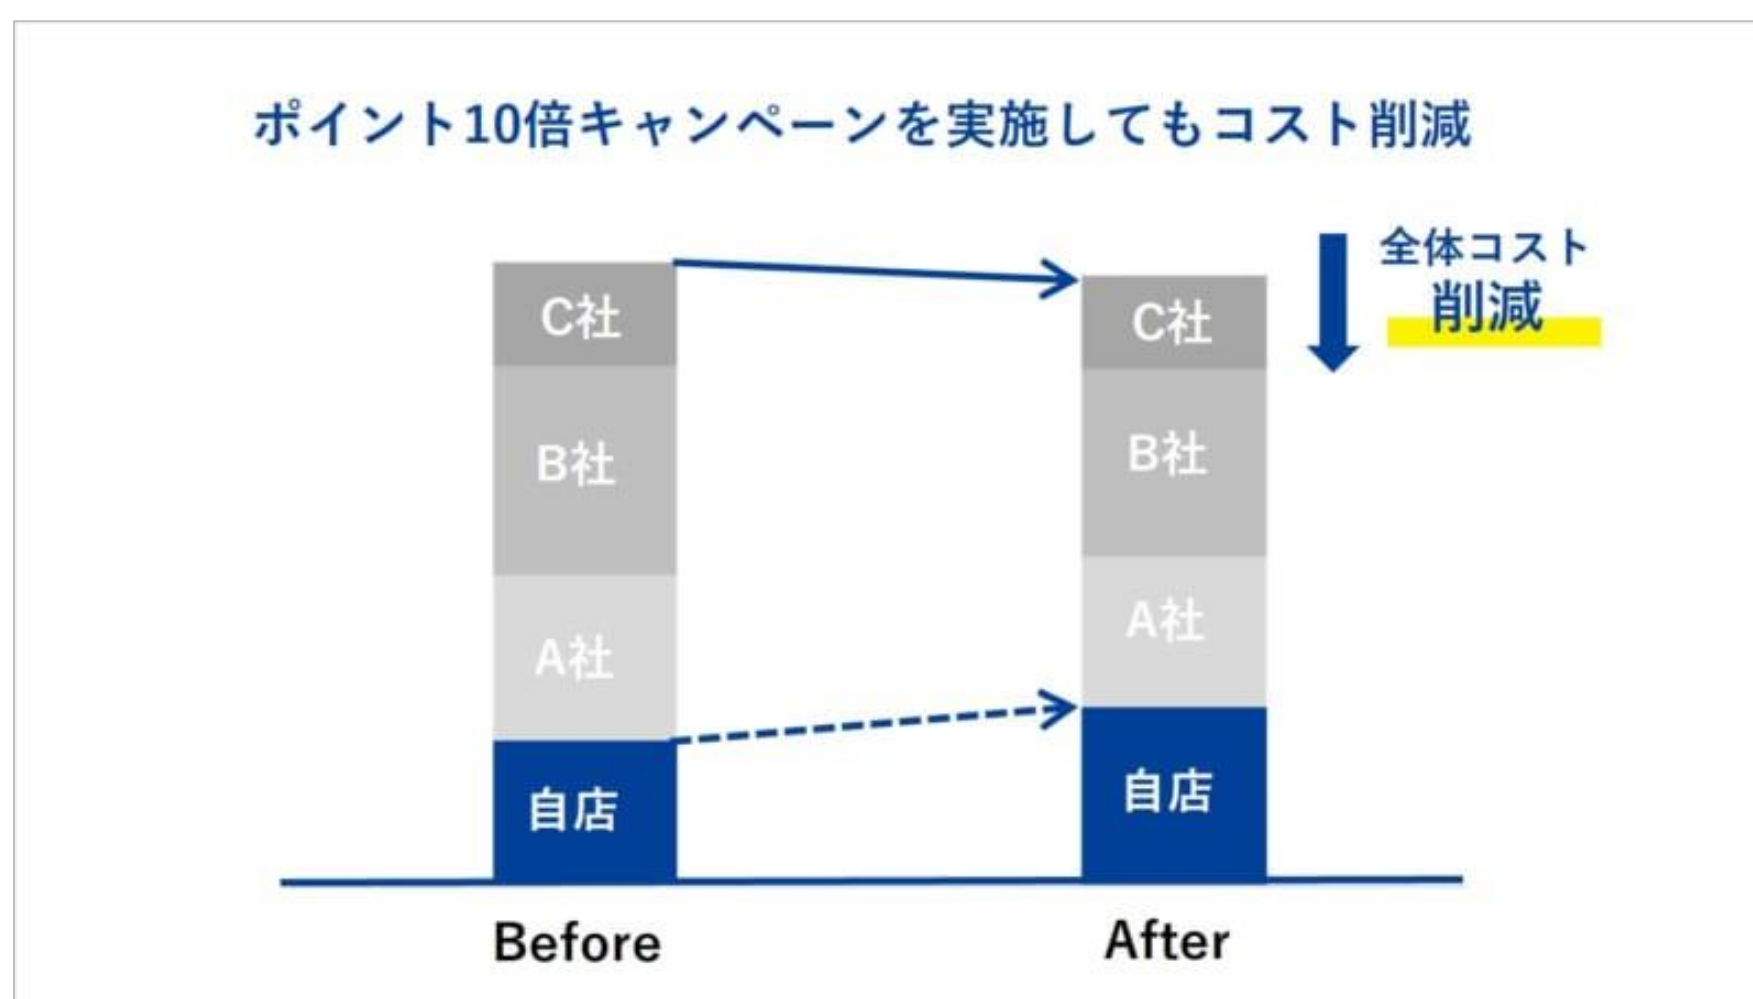 ポイント10倍キャンペーンを実施してもコスト削減
全体コスト
削減
C社
B社
A社
自店
C社
B社
A社
自店
Before
After